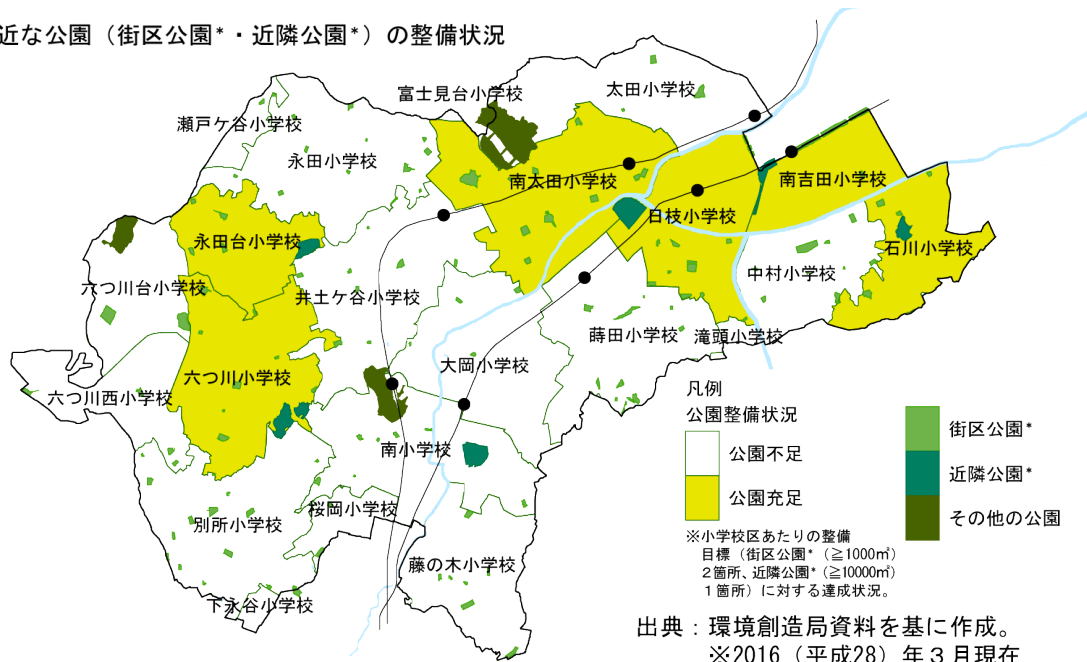 近な公園（街区公園*・近隣公園*）の整備状況
富士見台小学校
太田小学校
瀬戸ケ谷小学校
永田小学校
南太田小学校
南吉田小学校
日枝小学校
永田台小学校
石川小学校
中村小学校
六つ川台小学校
井土ケ谷小学校
蒔田小学校
滝頭小学校
大岡小学校
六つ川小学校
六つ川西小学校
南小学校
桜岡小学校
別所小学校
藤の木小学校
下永谷小学校
凡例
公園整備状況
公園不足
公園充足
街区公園*
近隣公園*
その他の公園
※小学校区あたりの整備
目標（街区公園*（≧1000㎡）
２箇所、近隣公園*（≧10000㎡）
１箇所）に対する達成状況。
出典：環境創造局資料を基に作成。
※2016（平成28）年３月現在